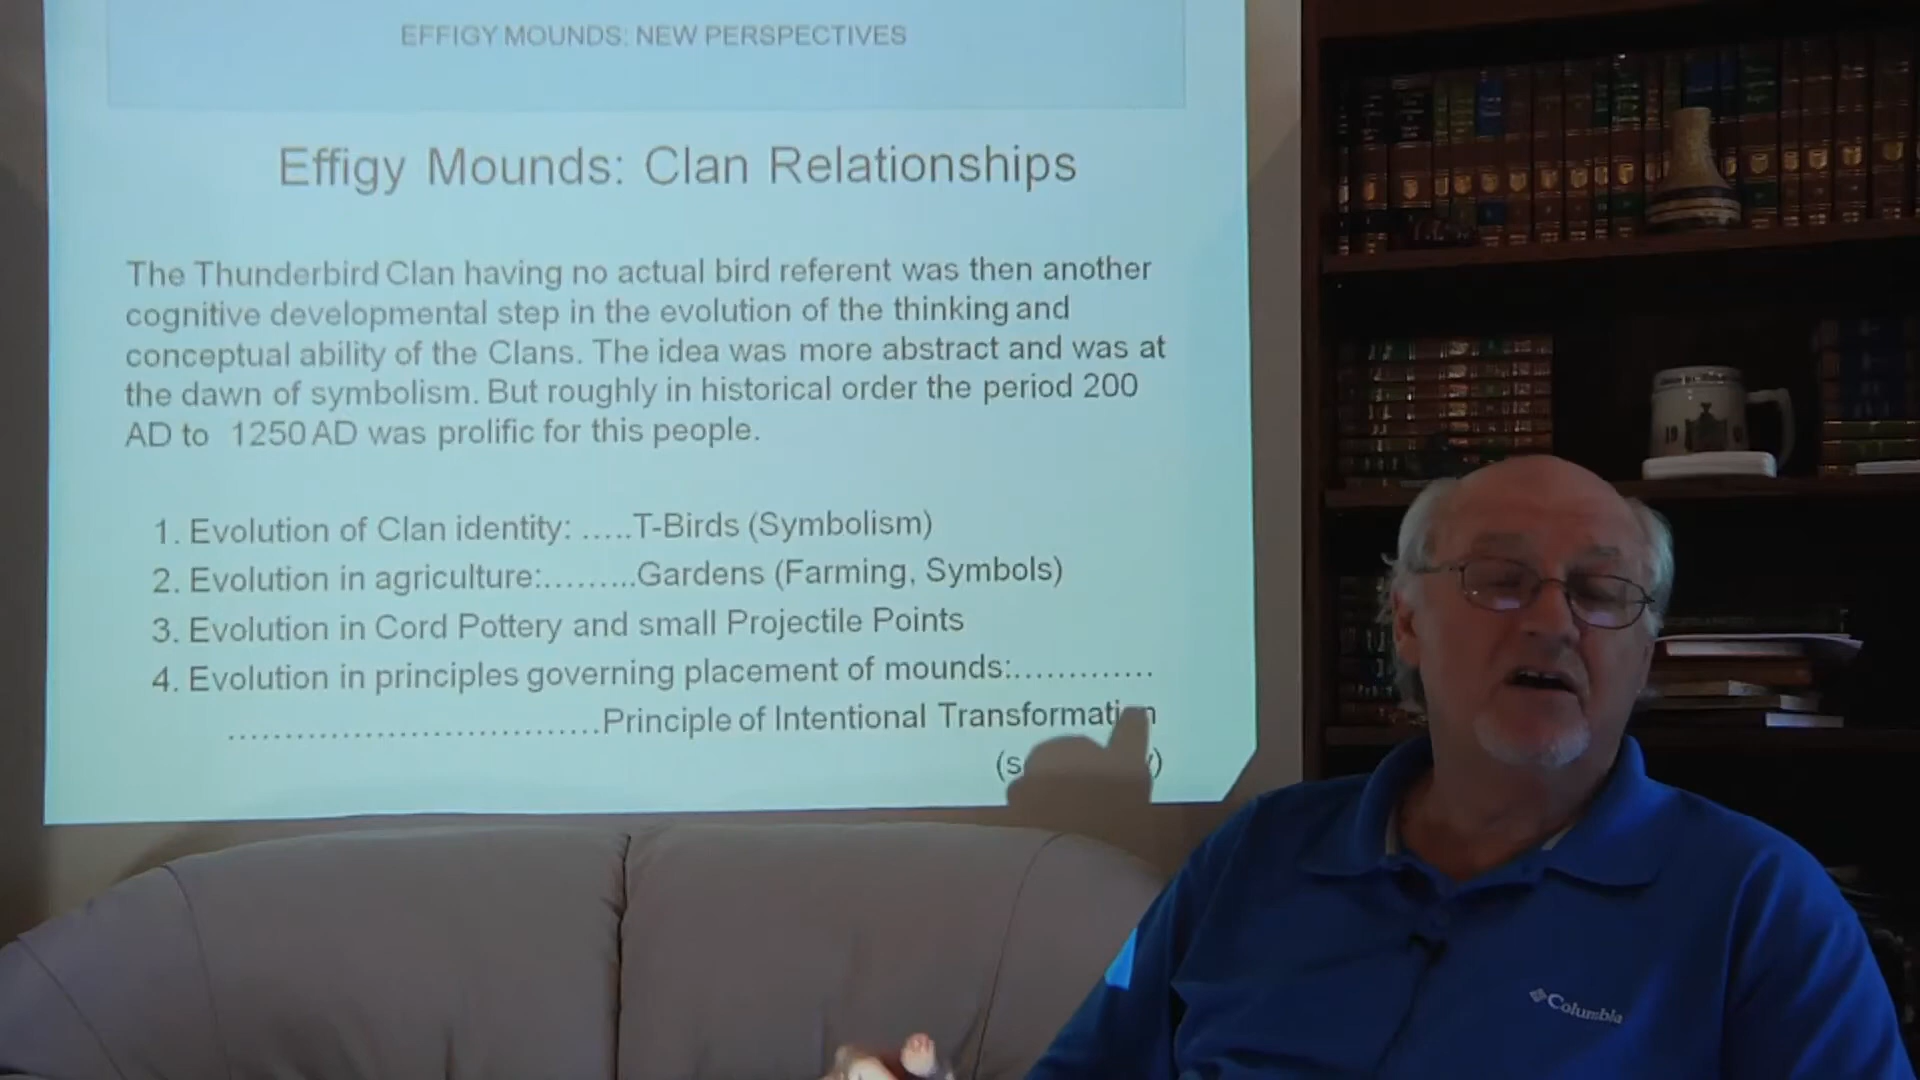 EFFIGY MOUNDS: NEW PERSPECTIVES
Effigy Mounds: Clan Relationships
The Thunderbird Clan having no actual bird referent was then another
cognitive developmental step in the evolution of the thinking and
conceptual ability of the Clans. The idea was more abstract and was at
the dawn of symbolism. But roughly in historical order the period 200
AD to 1250 AD was prolific for this people.
1. Evolution of Clan identity: .....T-Birds (Symbolism)
2. Evolution in agriculture:.........Gardens (Farming, Symbols)
3. Evolution in Cord Pottery and small Projectile Points
4. Evolution in principles governing placement of mounds:.............
.................................Principle of Intentional Transformation
Columbia